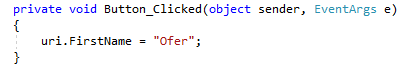 private void Button_Clicked(object sender, EventArgs e)
{
    uri.FirstName = "Ofer";
}